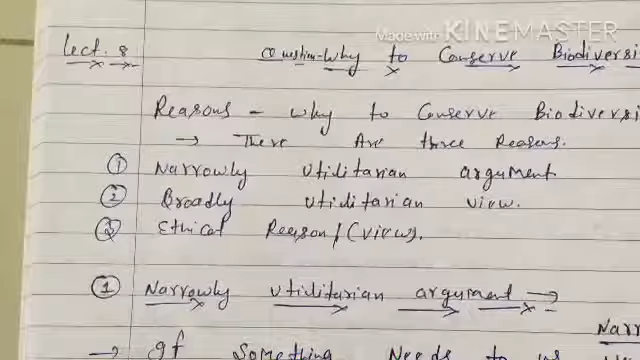 Made with KINEMASTER
Lect. 8
Question - Why to Conserve Biodiversi
Reasons - Why to Conserve Biodiversi
→ There Are three Reasons.
① Narrowly Utilitarian argument
② Broadly Utilitarian View.
③ Ethical Reason/(View).
① Narrowly Utilitarian argument →
Narr
→ If Something Needs to us